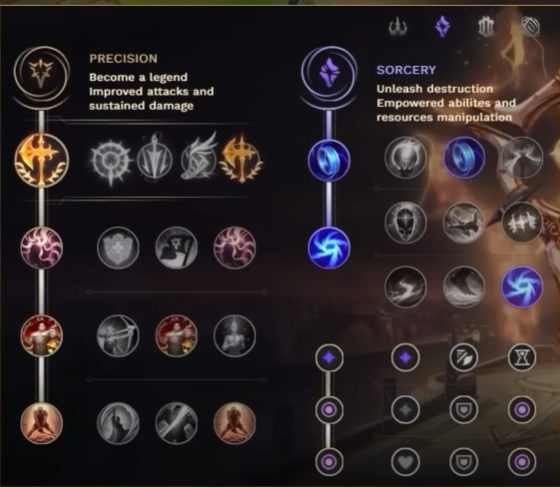 PRECISION
Become a legend
Improved attacks and
sustained damage
SORCERY
Unleash destruction
Empowered abilites and
resources manipulation